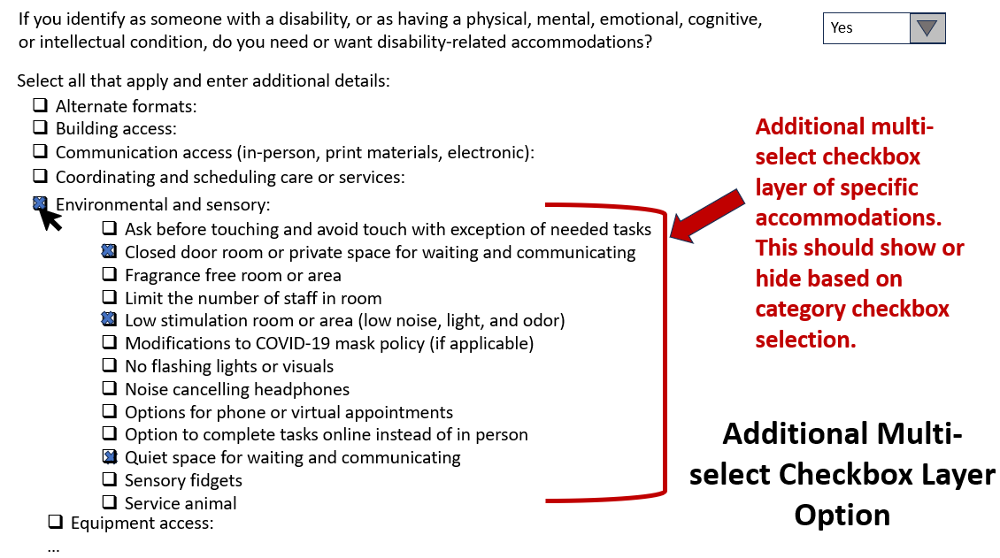 If you identify as someone with a disability, or as having a physical, mental, emotional, cognitive,
or intellectual condition, do you need or want disability-related accommodations?
Yes
Select all that apply and enter additional details:
Alternate formats:
Building access:
Communication access (in-person, print materials, electronic):
Coordinating and scheduling care or services:
Environmental and sensory:
Ask before touching and avoid touch with exception of needed tasks
Closed door room or private space for waiting and communicating
Fragrance free room or area
Limit the number of staff in room
Low stimulation room or area (low noise, light, and odor)
Modifications to COVID-19 mask policy (if applicable)
No flashing lights or visuals
Noise cancelling headphones
Options for phone or virtual appointments
Option to complete tasks online instead of in person
Quiet space for waiting and communicating
Sensory fidgets
Service animal
Equipment access:
...
Additional multi-
select checkbox
layer of specific
accommodations.
This should show or
hide based on
category checkbox
selection.
Additional Multi-
select Checkbox Layer
Option